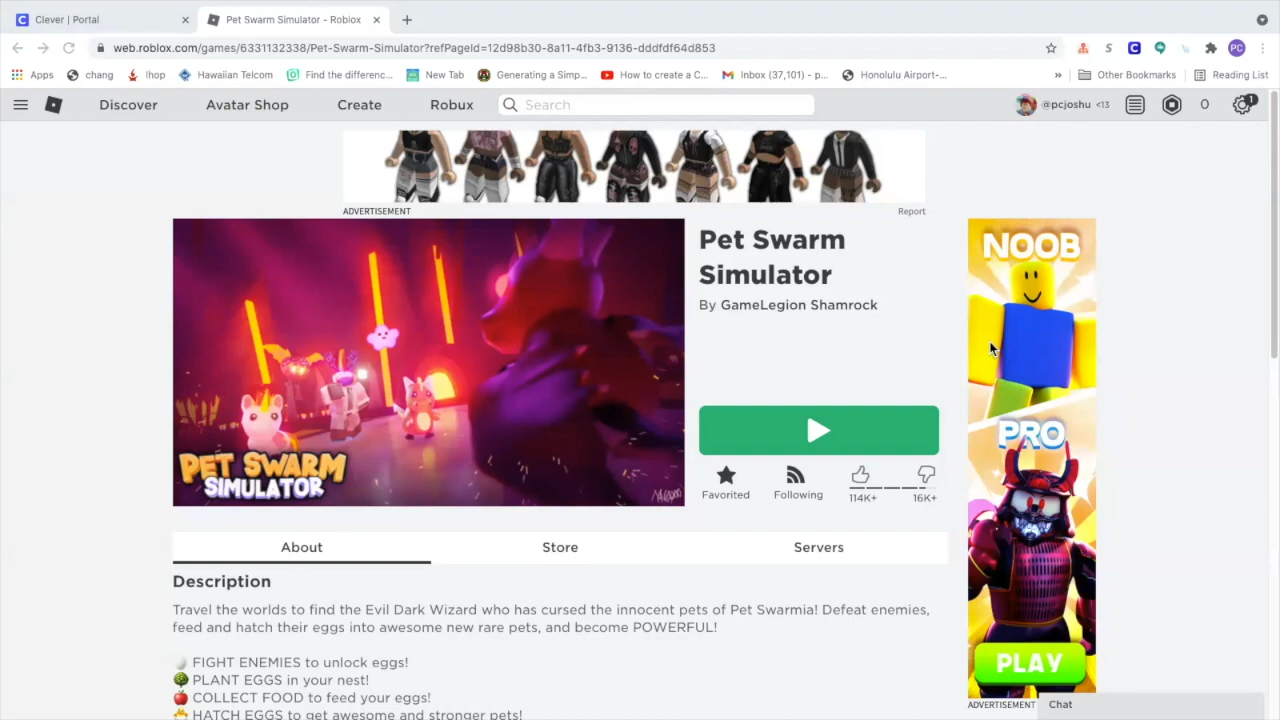 Clever | Portal
Pet Swarm Simulator - Roblox
web.roblox.com/games/6331132338/Pet-Swarm-Simulator?refPageId=12d98b30-8a11-4fb3-9136-dddfdf64d853
PC
Apps
chang
Ihop
Hawaiian Telcom
Find the differenc...
New Tab
Generating a Simp...
How to create a C...
Inbox (37,101) - p...
Honolulu Airport-...
»
Other Bookmarks
Reading List
Discover
Avatar Shop
Create
Robux
Search
@pcjoshu <13
0
1
ADVERTISEMENT
Report
PET SWARM
SIMULATOR
Pet Swarm
Simulator
By GameLegion Shamrock
Favorited
Following
114K+
16K+
NOOB
PRO
PLAY
ADVERTISEMENT
About
Store
Servers
Description
Travel the worlds to find the Evil Dark Wizard who has cursed the innocent pets of Pet Swarmia! Defeat enemies,
feed and hatch their eggs into awesome new rare pets, and become POWERFUL!
FIGHT ENEMIES to unlock eggs!
PLANT EGGS in your nest!
COLLECT FOOD to feed your eggs!
HATCH EGGS to get awesome and stronger pets!
Chat